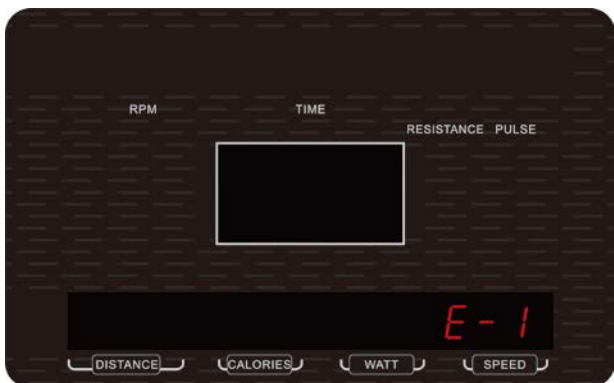 RPM TIME
RESISTANCE PULSE
E - 1
DISTANCE CALORIES WATT SPEED